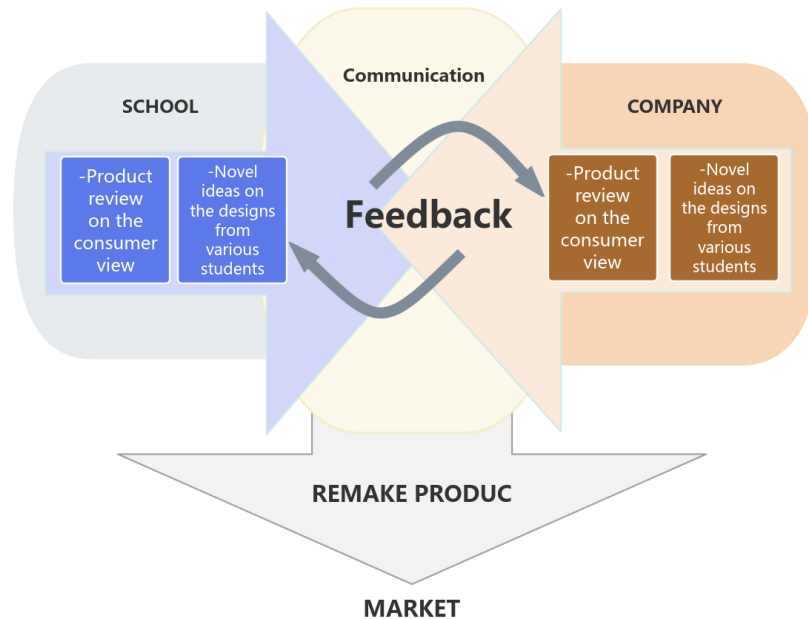 Communication
SCHOOL
COMPANY
-Product
review
on the
consumer
view
-Novel
ideas on
the designs
from
various
students
Feedback
-Product
review
on the
consumer
view
-Novel
ideas on
the designs
from
various
students
REMAKE PRODUC
MARKET